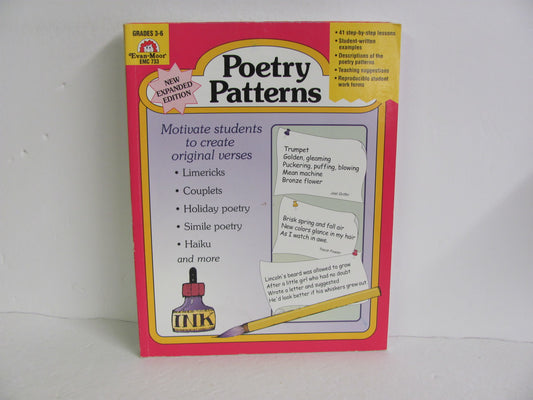 GRADES 3-6
Evan-Moor
EMC 733
NEW
EXPANDED
EDITION
Poetry
Patterns
• 41 step-by-step lessons
• Student-written
examples
• Descriptions of the
poetry patterns
• Teaching suggestions
• Reproducible student
work forms
Motivate students
to create
original verses
• Limericks
• Couplets
• Holiday poetry
• Simile poetry
• Haiku
and more
Trumpet
Golden, gleaming
Puckering, puffing, blowing
Mean machine
Bronze flower
Brisk spring and fall air
New colors glance in my hair
As I watch in awe.
Lincoln's beard was allowed to grow
After a little girl who had no doubt
Wrote a letter and suggested
He'd look better if his whiskers grew out.
INK